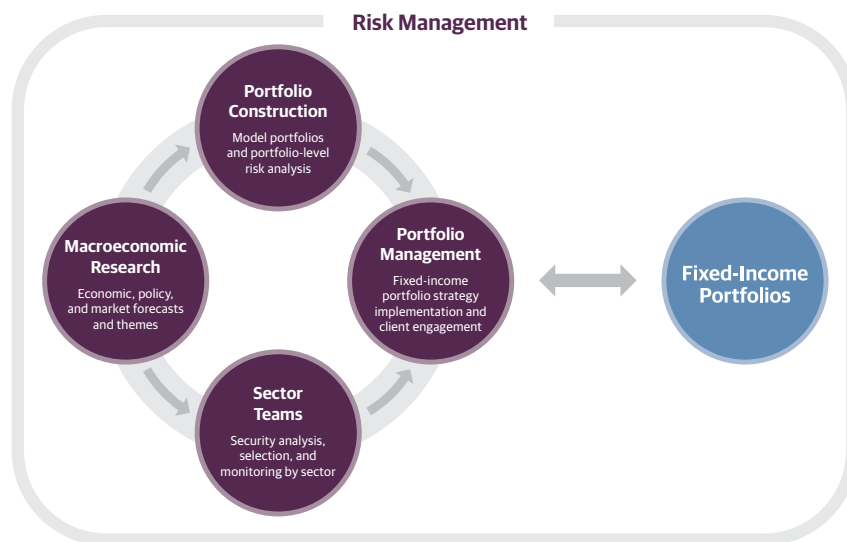 Risk Management
Portfolio
Construction
Model portfolios
and portfolio-level
risk analysis
Macroeconomic
Research
Economic, policy,
and market forecasts
and themes
Portfolio
Management
Fixed-income
portfolio strategy
implementation and
client engagement
Fixed-Income
Portfolios
Sector
Teams
Security analysis,
selection, and
monitoring by sector